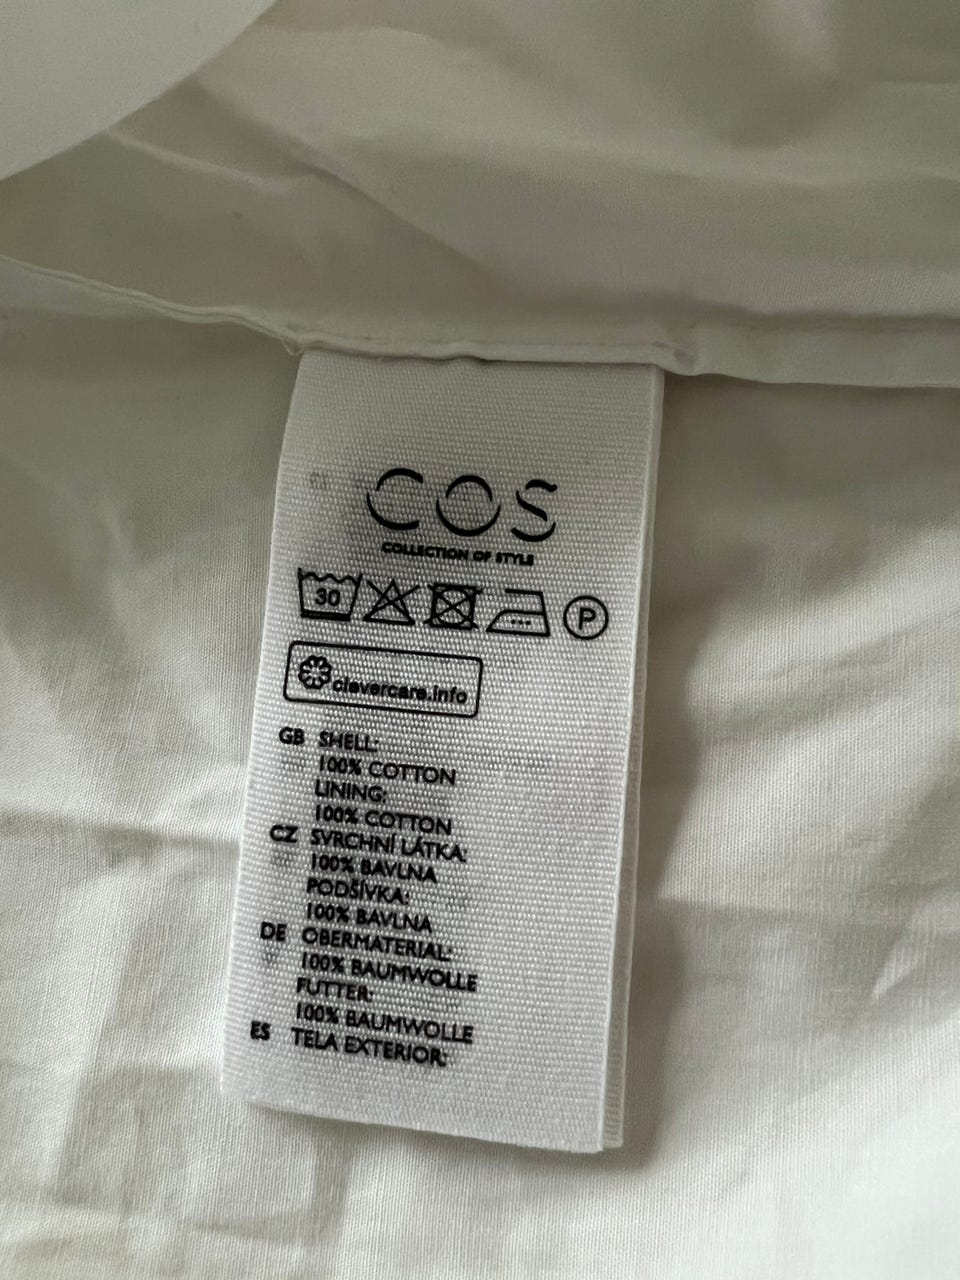 COS
COLLECTION OF STYLE
30 P
clevercare.info
GB SHELL:
100% COTTON
LINING:
100% COTTON
CZ SVRCHNÍ LÁTKA:
100% BAVLNA
PODŠÍVKA:
100% BAVLNA
DE OBERMATERIAL:
100% BAUMWOLLE
FUTTER:
100% BAUMWOLLE
ES TELA EXTERIOR: